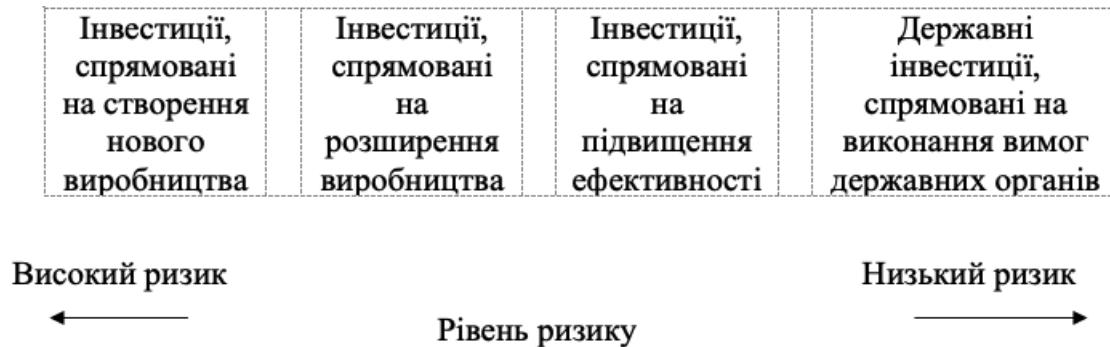 Інвестиції,
спрямовані
на створення
нового
виробництва
Інвестиції,
спрямовані
на
розширення
виробництва
Інвестиції,
спрямовані
на
підвищення
ефективності
Державні
інвестиції,
спрямовані на
виконання вимог
державних органів
Високий ризик
Низький ризик
Рівень ризику